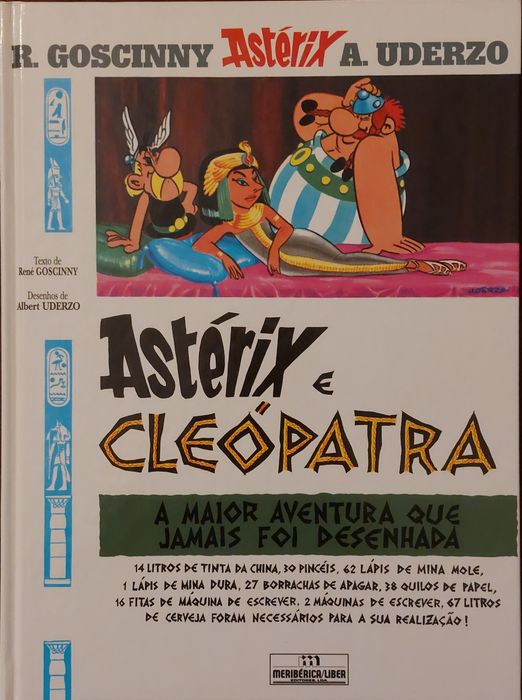 R. GOSCINNY Astérix A. UDERZO
UDERZO
Texto de
René GOSCINNY
Desenhos de
Albert UDERZO
Astérix E
CLEÓPATRA
A MAIOR AVENTURA QUE
JAMAIS FOI DESENHADA
14 LITROS DE TINTA DA CHINA, 30 PINCÉIS, 62 LÁPIS DE MINA MOLE,
1 LÁPIS DE MINA DURA, 27 BORRACHAS DE APAGAR, 38 QUILOS DE PAPEL,
16 FITAS DE MÁQUINA DE ESCREVER, 2 MÁQUINAS DE ESCREVER, 67 LITROS
DE CERVEJA FORAM NECESSÁRIOS PARA A SUA REALIZAÇÃO!
MERIBÉRICA/LIBER
EDITORES, LDA.